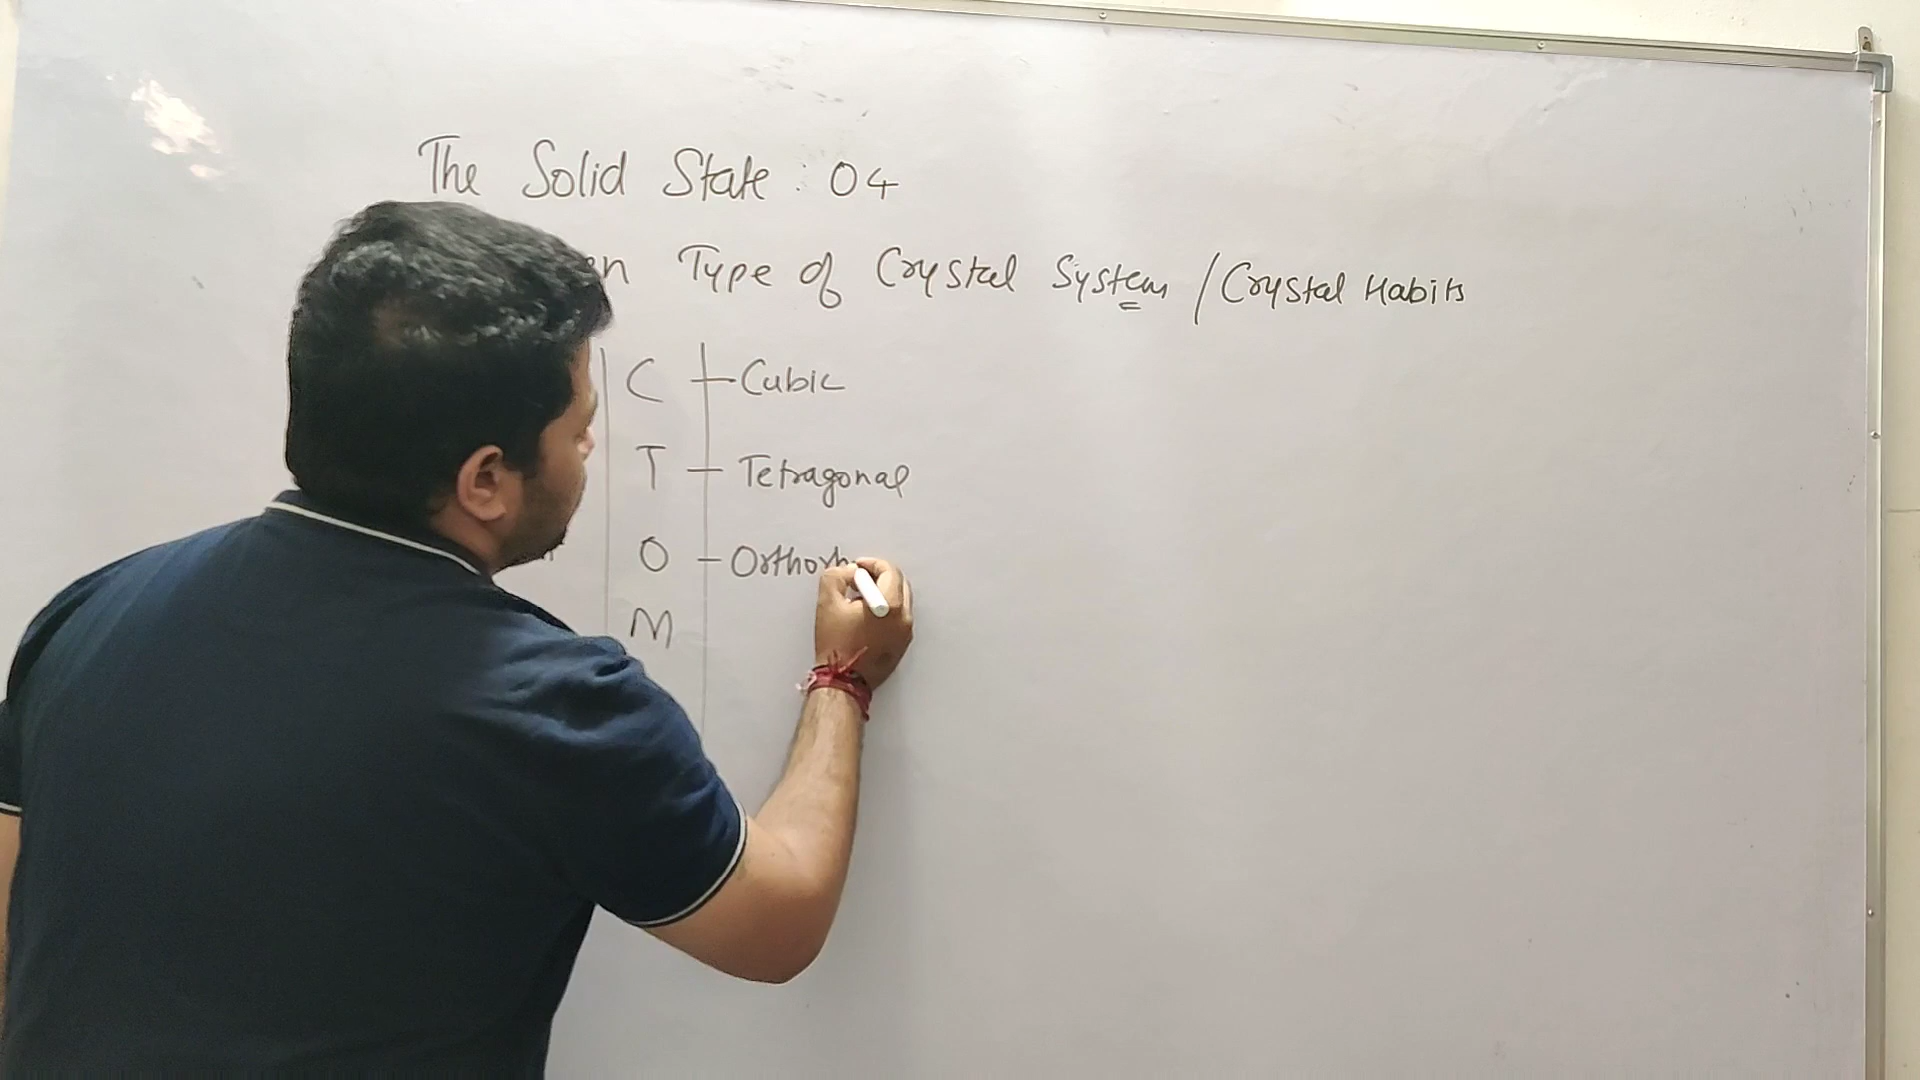 The Solid State : 04
Type of Crystal System / Crystal Habits
C - Cubic
T - Tetragonal
O - Orthorh
M